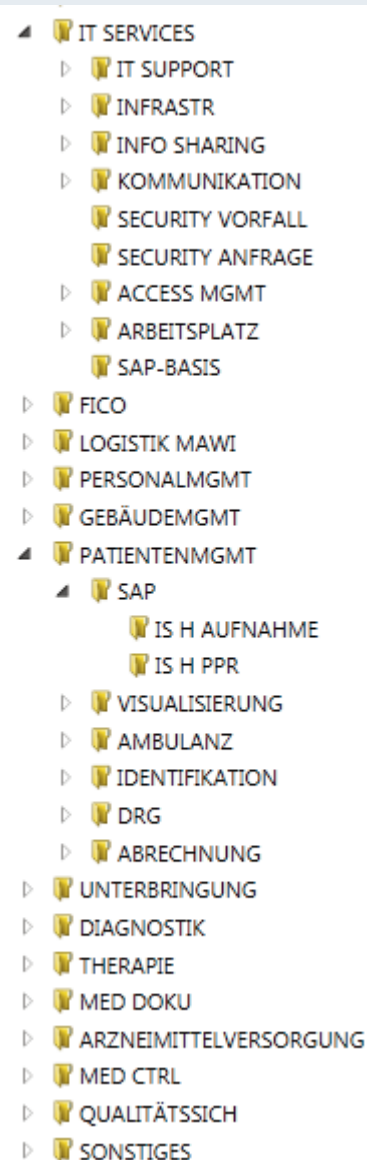 IT SERVICES
IT SUPPORT
INFRASTR
INFO SHARING
KOMMUNIKATION
SECURITY VORFALL
SECURITY ANFRAGE
ACCESS MGMT
ARBEITSPLATZ
SAP-BASIS
FICO
LOGISTIK MAWI
PERSONALMGMT
GEBÄUDEMGMT
PATIENTENMGMT
SAP
IS H AUFNAHME
IS H PPR
VISUALISIERUNG
AMBULANZ
IDENTIFIKATION
DRG
ABRECHNUNG
UNTERBRINGUNG
DIAGNOSTIK
THERAPIE
MED DOKU
ARZNEIMITTELVERSORGUNG
MED CTRL
QUALITÄTSSICH
SONSTIGES